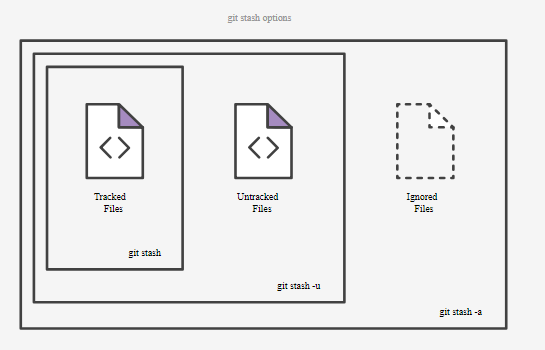 git stash options
Tracked
Files
Untracked
Files
Ignored
Files
git stash
git stash -u
git stash -a